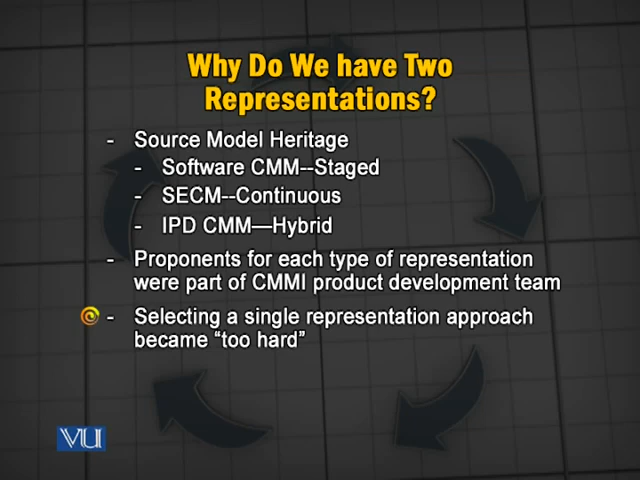 Why Do We have Two
Representations?
- Source Model Heritage
- Software CMM--Staged
- SECM--Continuous
- IPD CMM—Hybrid
- Proponents for each type of representation
were part of CMMI product development team
- Selecting a single representation approach
became “too hard”
VU